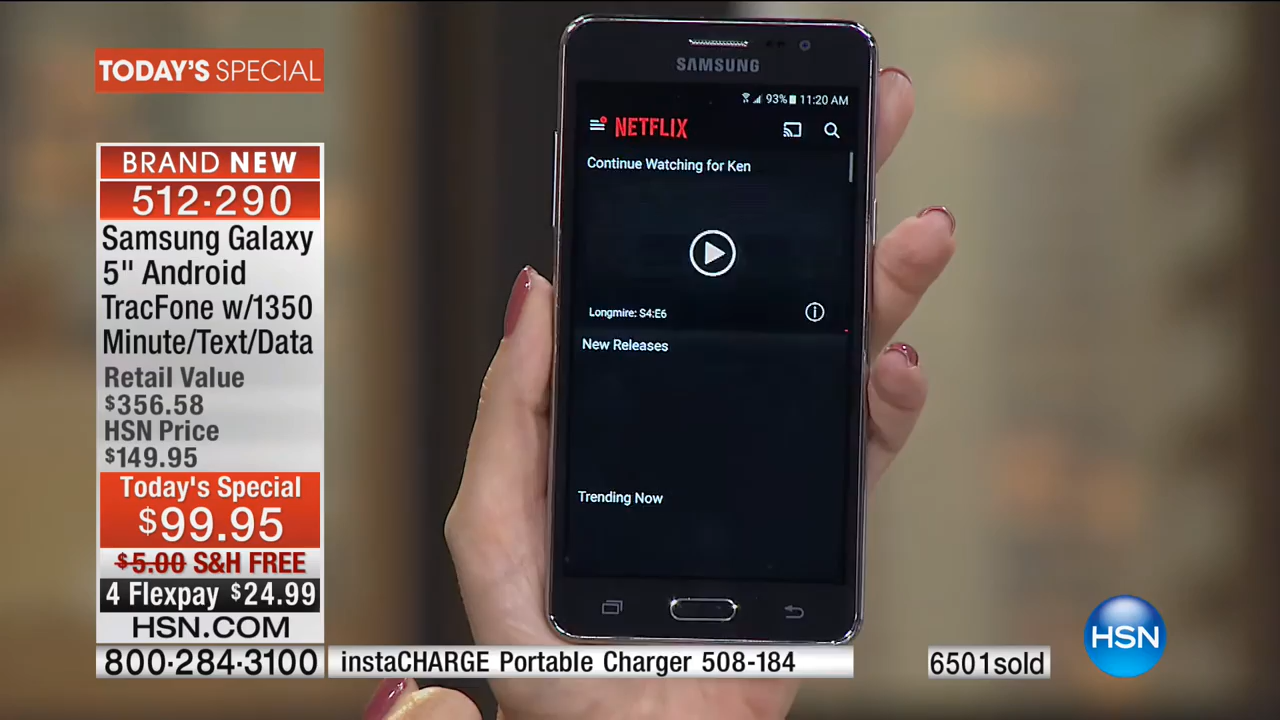 TODAY'S SPECIAL
BRAND NEW
512-290
Samsung Galaxy
5" Android
TracFone w/1350
Minute/Text/Data
Retail Value
$356.58
HSN Price
$149.95
Today's Special
$99.95
$5.00 S&H FREE
4 Flexpay $24.99
HSN.COM
800-284-3100
instaCHARGE Portable Charger 508-184
6501sold
HSN
SAMSUNG
93% 11:20 AM
NETFLIX
Continue Watching for Ken
Longmire: S4:E6
New Releases
Trending Now